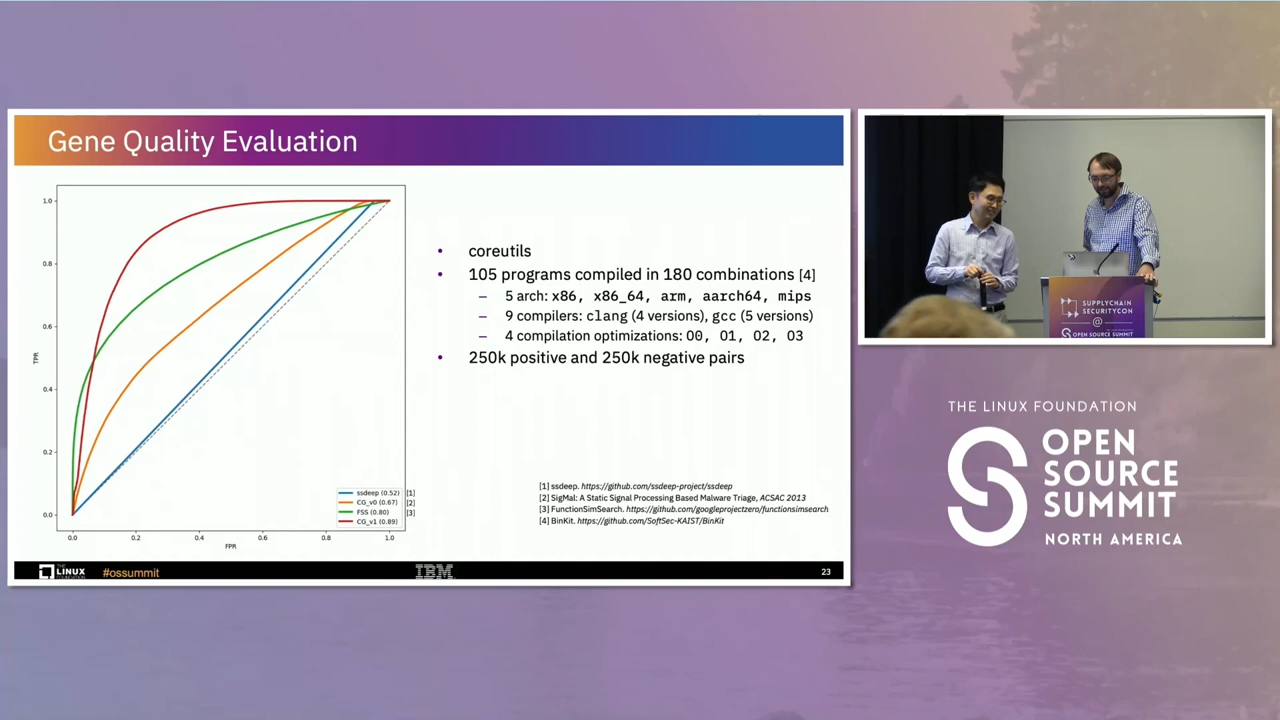 Gene Quality Evaluation
1.0
0.8
0.6
0.4
0.2
0.0
TPR
0.0
0.2
0.4
0.6
0.8
1.0
FPR
ssdeep (0.52) [1]
CG_v0 (0.67) [2]
FSS (0.80) [3]
CG_v1 (0.89)
• coreutils
• 105 programs compiled in 180 combinations [4]
– 5 arch: x86, x86_64, arm, aarch64, mips
– 9 compilers: clang (4 versions), gcc (5 versions)
– 4 compilation optimizations: O0, O1, O2, O3
• 250k positive and 250k negative pairs
[1] ssdeep. https://github.com/ssdeep-project/ssdeep
[2] SigMal: A Static Signal Processing Based Malware Triage, ACSAC 2013
[3] FunctionSimSearch. https://github.com/googleprojectzero/functionsimsearch
[4] BinKit. https://github.com/SoftSec-KAIST/BinKit
THE LINUX FOUNDATION
#ossummit
IBM
23
SUPPLYCHAIN
SECURITYCON
@
OPEN SOURCE SUMMIT
THE LINUX FOUNDATION
OPEN
SOURCE
SUMMIT
NORTH AMERICA